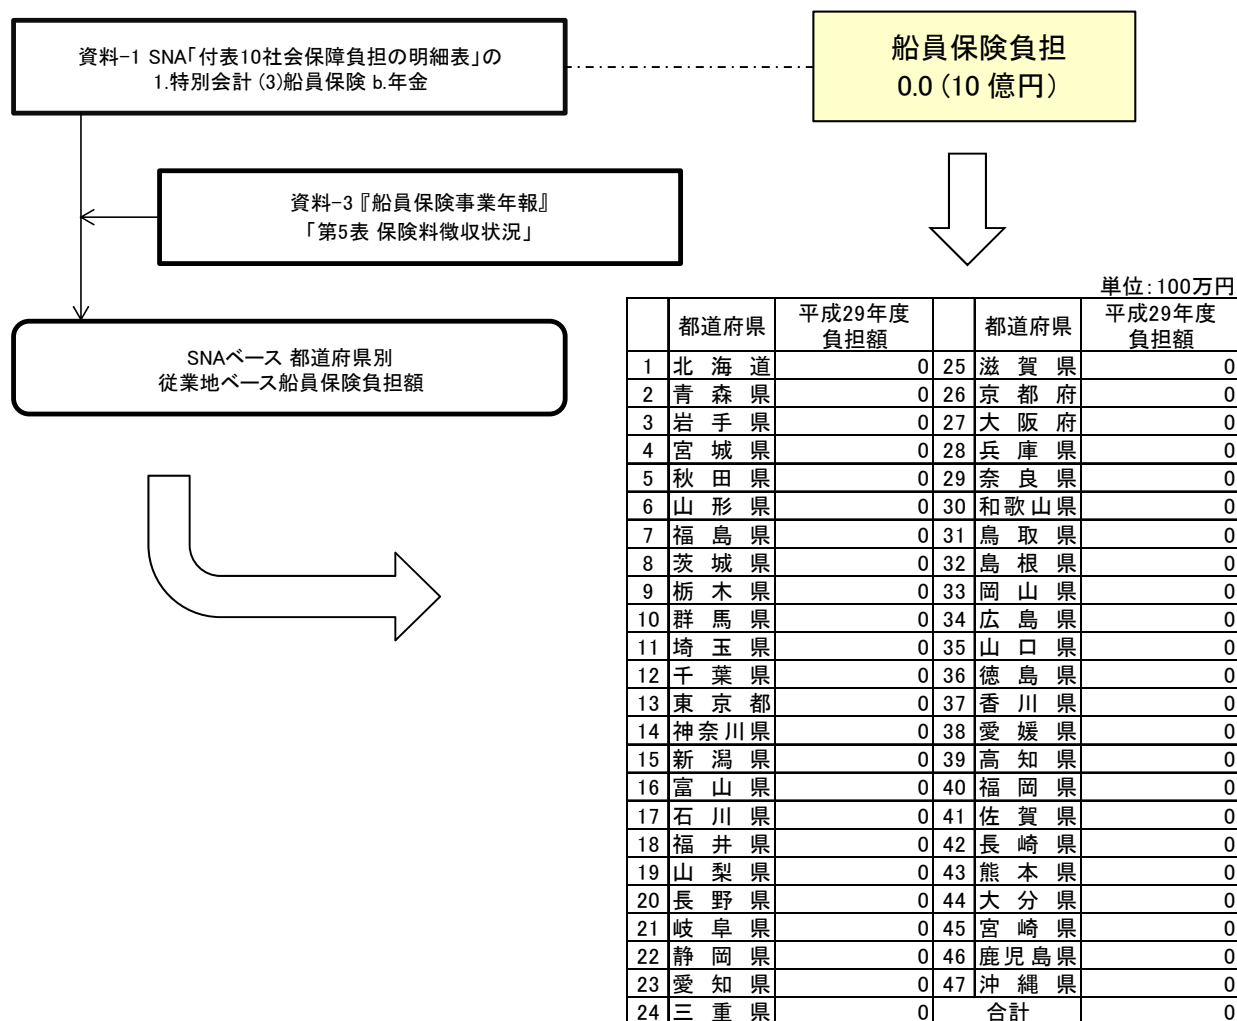 資料-1 SNA「付表10社会保障負担の明細表」の
1.特別会計 (3)船員保険 b.年金
船員保険負担
0.0 (10 億円)
資料-3 『船員保険事業年報』
「第5表 保険料徴収状況」
SNAベース 都道府県別
従業地ベース船員保険負担額
単位:100万円
都道府県 平成29年度 負担額 都道府県 平成29年度 負担額
1 北海道 0 25 滋賀県 0
2 青森県 0 26 京都府 0
3 岩手県 0 27 大阪府 0
4 宮城県 0 28 兵庫県 0
5 秋田県 0 29 奈良県 0
6 山形県 0 30 和歌山県 0
7 福島県 0 31 鳥取県 0
8 茨城県 0 32 島根県 0
9 栃木県 0 33 岡山県 0
10 群馬県 0 34 広島県 0
11 埼玉県 0 35 山口県 0
12 千葉県 0 36 徳島県 0
13 東京都 0 37 香川県 0
14 神奈川県 0 38 愛媛県 0
15 新潟県 0 39 高知県 0
16 富山県 0 40 福岡県 0
17 石川県 0 41 佐賀県 0
18 福井県 0 42 長崎県 0
19 山梨県 0 43 熊本県 0
20 長野県 0 44 大分県 0
21 岐阜県 0 45 宮崎県 0
22 静岡県 0 46 鹿児島県 0
23 愛知県 0 47 沖縄県 0
24 三重県 0 合計 0